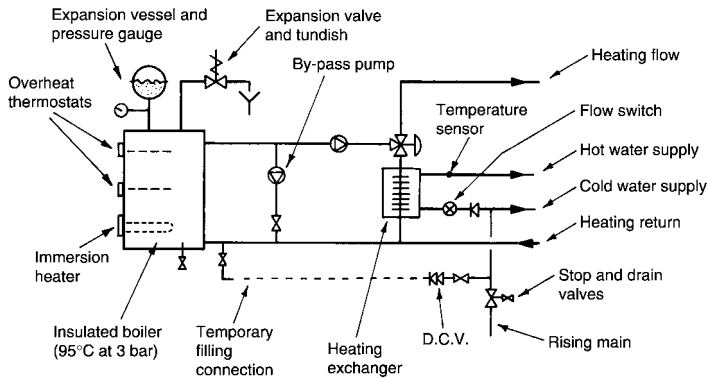 Expansion vessel and
pressure gauge
Expansion valve
and tundish
By-pass pump
Heating flow
Overheat
thermostats
Temperature
sensor
Flow switch
Hot water supply
Cold water supply
Heating return
Immersion
heater
Insulated boiler
(95°C at 3 bar)
Temporary
filling
connection
Heating
exchanger
D.C.V.
Stop and drain
valves
Rising main